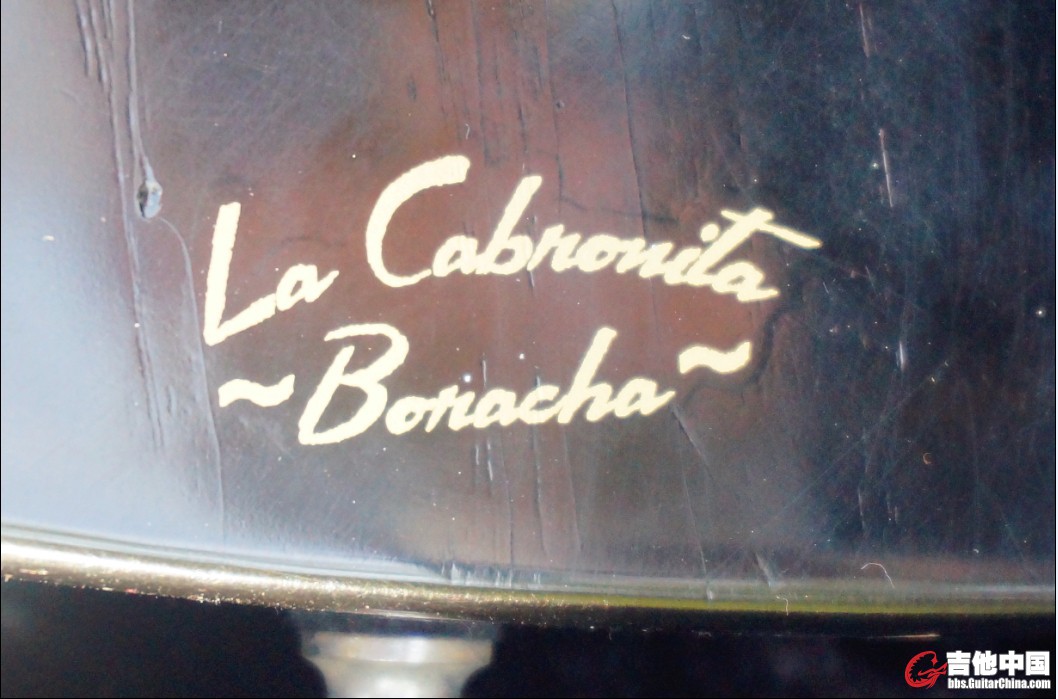 La Cabronita
~Boracha~
吉他中国
bbs.GuitarChina.com